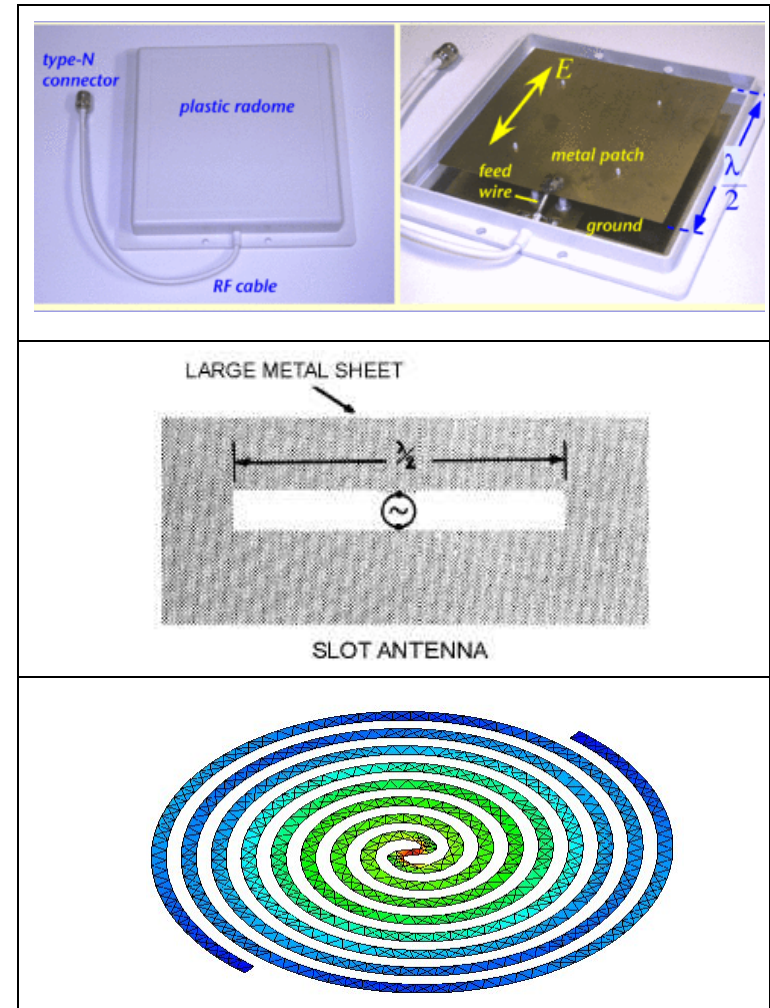 type-N
connector
plastic radome
RF cable
E
metal patch
feed
wire
ground
λ
2
LARGE METAL SHEET
λ/2
~
SLOT ANTENNA